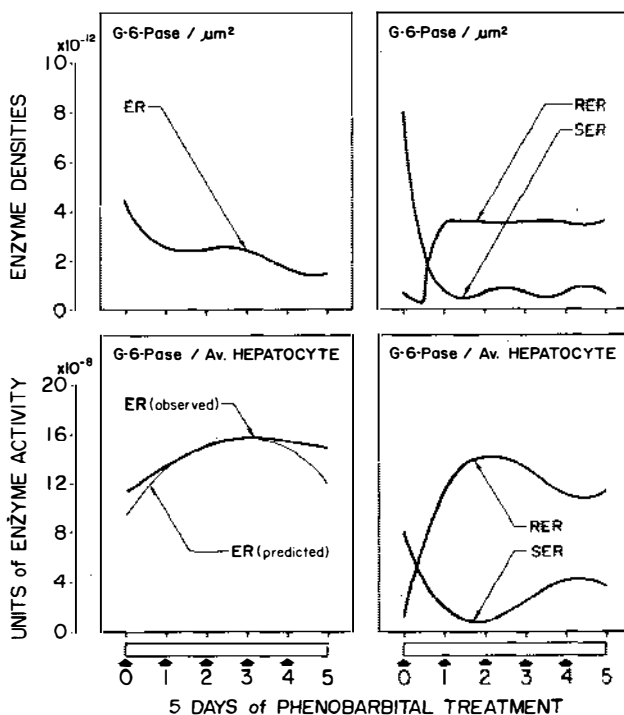 G-6-Pase / µm²
G-6-Pase / µm²
x10⁻¹²
10
8
6
4
2
0
ENZYME DENSITIES
ER
RER
SER
G-6-Pase / Av. HEPATOCYTE
G-6-Pase / Av. HEPATOCYTE
x10⁻⁸
20
16
12
8
4
0
UNITS of ENZYME ACTIVITY
ER (observed)
ER (predicted)
RER
SER
0 1 2 3 4 5
0 1 2 3 4 5
5 DAYS of PHENOBARBITAL TREATMENT